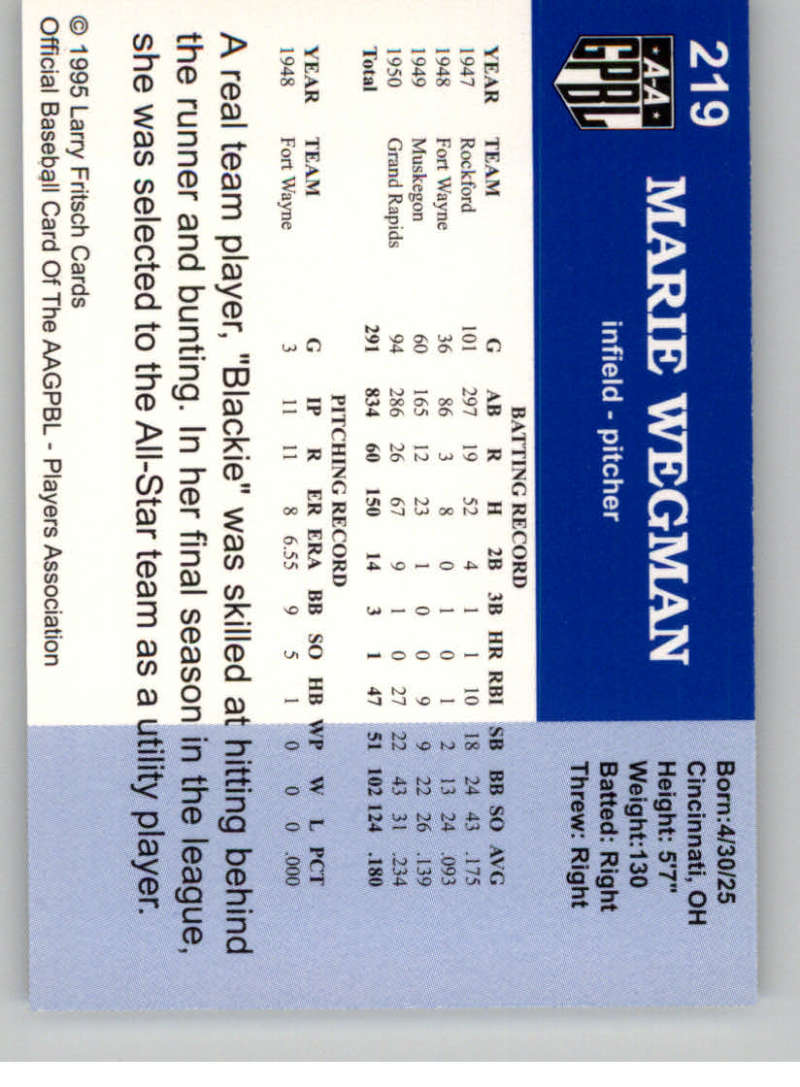 219
A-A
GPBL
MARIE WEGMAN
infield - pitcher
Born:4/30/25
Cincinnati, OH
Height: 5'7"
Weight:130
Batted: Right
Threw: Right
BATTING RECORD
YEAR TEAM G AB R H 2B 3B HR RBI SB BB SO AVG
1947 Rockford 101 297 19 52 4 1 1 10 18 24 43 .175
1948 Fort Wayne 36 86 3 8 0 1 0 1 2 13 24 .093
1949 Muskegon 60 165 12 23 1 0 0 9 9 22 26 .139
1950 Grand Rapids 94 286 26 67 9 1 0 27 22 43 31 .234
Total 291 834 60 150 14 3 1 47 51 102 124 .180
PITCHING RECORD
YEAR TEAM G IP R ER ERA BB SO HB WP W L PCT
1948 Fort Wayne 3 11 11 8 6.55 9 5 1 0 0 0 .000
A real team player, "Blackie" was skilled at hitting behind
the runner and bunting. In her final season in the league,
she was selected to the All-Star team as a utility player.
© 1995 Larry Fritsch Cards
Official Baseball Card Of The AAGPBL - Players Association